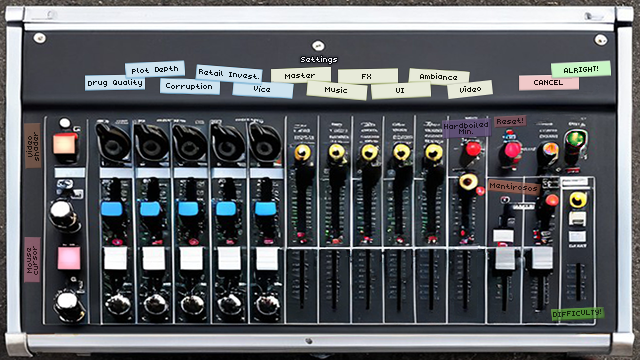 Settings
Plot Depth
Retail Invest.
Drug Quality
Corruption
Vice
Master
FX
Ambiance
Music
UI
Video
CANCEL
ALRIGHT!
Hardboiled
Min.
Reset!
Video
shader
Mentirosos
Mouse
cursor
DIFFICULTY!